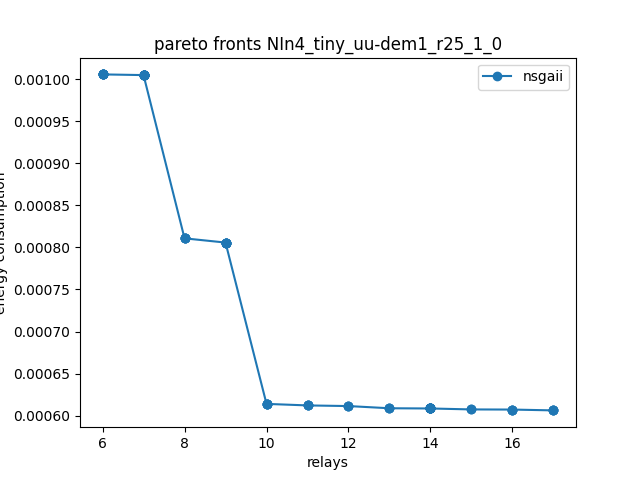 pareto fronts NIn4_tiny_uu-dem1_r25_1_0
nsgaii
0.00100
0.00095
0.00090
0.00085
0.00080
0.00075
0.00070
0.00065
0.00060
energy consumption
6 8 10 12 14 16
relays